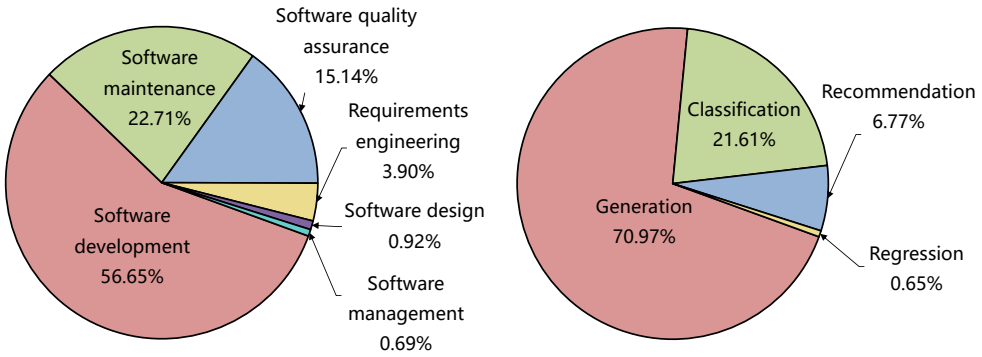 Software quality
assurance
15.14%
Software
maintenance
22.71%
Requirements
engineering
3.90%
Software design
0.92%
Software
development
56.65%
Software
management
0.69%
Classification
21.61%
Recommendation
6.77%
Generation
70.97%
Regression
0.65%